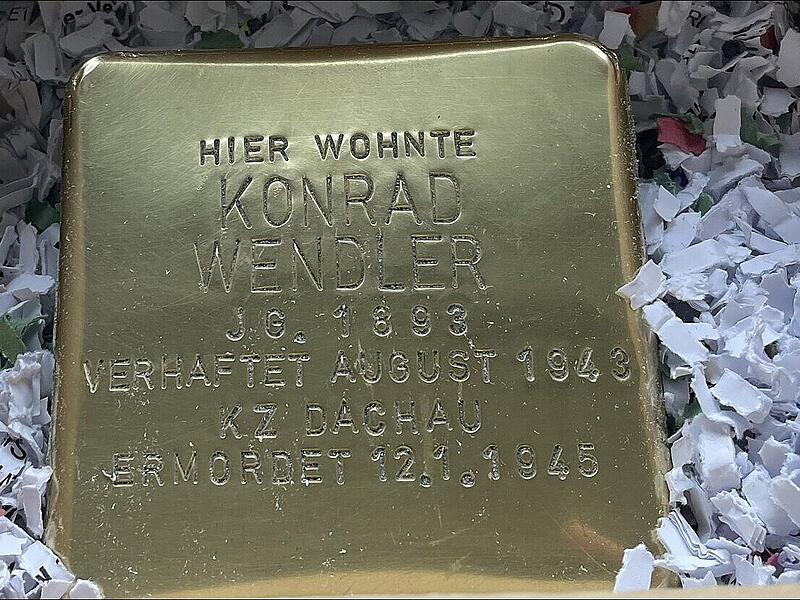 HIER WOHNTE
KONRAD
WENDLER
JG. 1893
VERHAFTET AUGUST 1943
KZ DACHAU
ERMORDET 12.1.1945